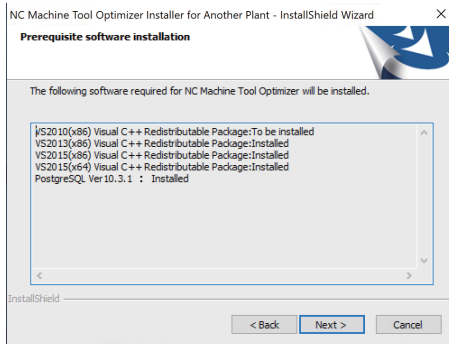 NC Machine Tool Optimizer Installer for Another Plant - InstallShield Wizard
Prerequisite software installation
The following software required for NC Machine Tool Optimizer will be installed.
VS2010(x86) Visual C++ Redistributable Package:To be installed
VS2013(x86) Visual C++ Redistributable Package:Installed
VS2015(x86) Visual C++ Redistributable Package:Installed
VS2015(x64) Visual C++ Redistributable Package:Installed
PostgreSQL Ver10.3.1 : Installed
InstallShield
< Back Next > Cancel